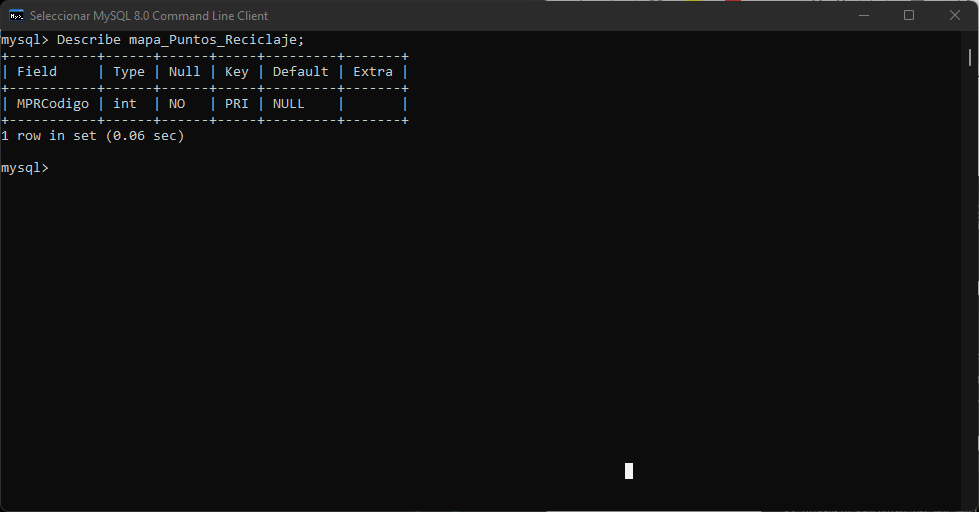 Seleccionar MySQL 8.0 Command Line Client
mysql> Describe mapa_Puntos_Reciclaje;
+-----------+------+------+-----+---------+-------+
| Field     | Type | Null | Key | Default | Extra |
+-----------+------+------+-----+---------+-------+
| MPRCodigo | int  | NO   | PRI | NULL    |       |
+-----------+------+------+-----+---------+-------+
1 row in set (0.06 sec)
mysql>